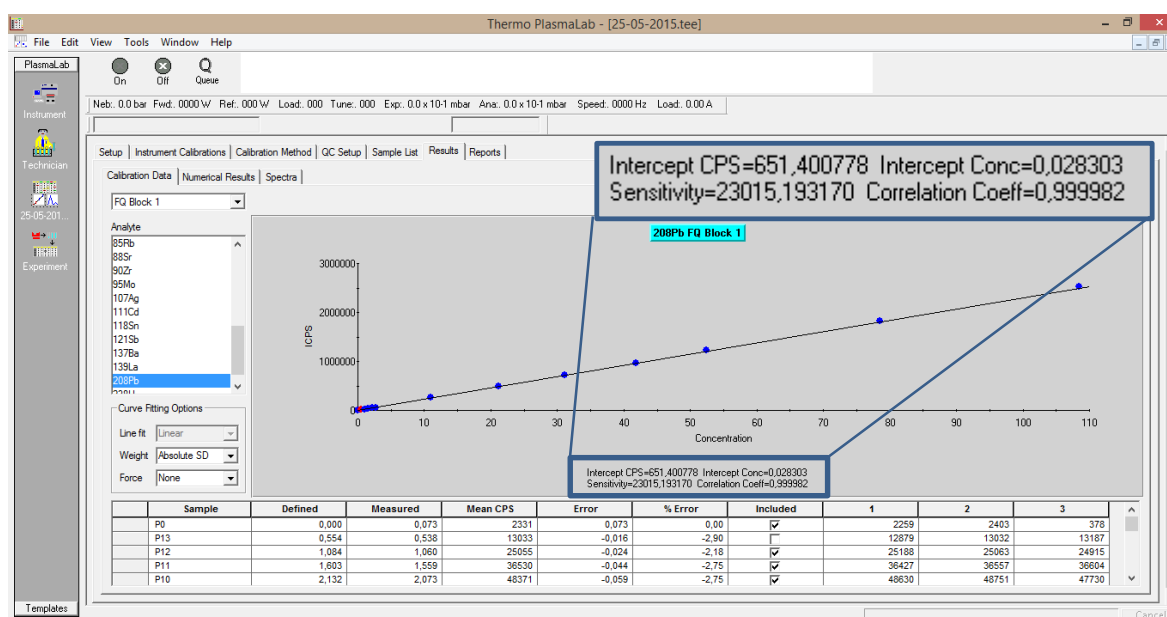 Thermo PlasmaLab - [25-05-2015.tee]
File Edit View Tools Window Help
PlasmaLab
On Off Queue
Instrument
Neb:. 0.0 bar Fwd:. 0000 W Ref:. 000 W Load:. 000 Tune:. 000 Exp:. 0.0 x 10-1 mbar Ana:. 0.0 x 10-1 mbar Speed:. 0000 Hz Load:. 0.00 A
Technician
25-05-201...
Experiment
Templates
Setup Instrument Calibrations Calibration Method QC Setup Sample List Results Reports
Calibration Data Numerical Results Spectra
Intercept CPS=651,400778 Intercept Conc=0,028303
Sensitivity=23015,193170 Correlation Coeff=0,999982
FQ Block 1
Analyte
85Rb
88Sr
90Zr
95Mo
107Ag
111Cd
118Sn
121Sb
137Ba
139La
208Pb
Curve Fitting Options
Line fit Linear
Weight Absolute SD
Force None
208Pb FQ Block 1
3000000
2000000
ICPS
1000000
0
0 10 20 30 40 50 60 70 80 90 100 110
Concentration
Intercept CPS=651,400778 Intercept Conc=0,028303
Sensitivity=23015,193170 Correlation Coeff=0,999982
Sample Defined Measured Mean CPS Error % Error Included 1 2 3
P0 0,000 0,073 2331 0,073 0,00 2259 2403 378
P13 0,554 0,538 13033 -0,016 -2,90 12879 13032 13187
P12 1,084 1,060 25055 -0,024 -2,18 25188 25063 24915
P11 1,603 1,559 36530 -0,044 -2,75 36427 36557 36604
P10 2,132 2,073 48371 -0,059 -2,75 48630 48751 47730
Cancel